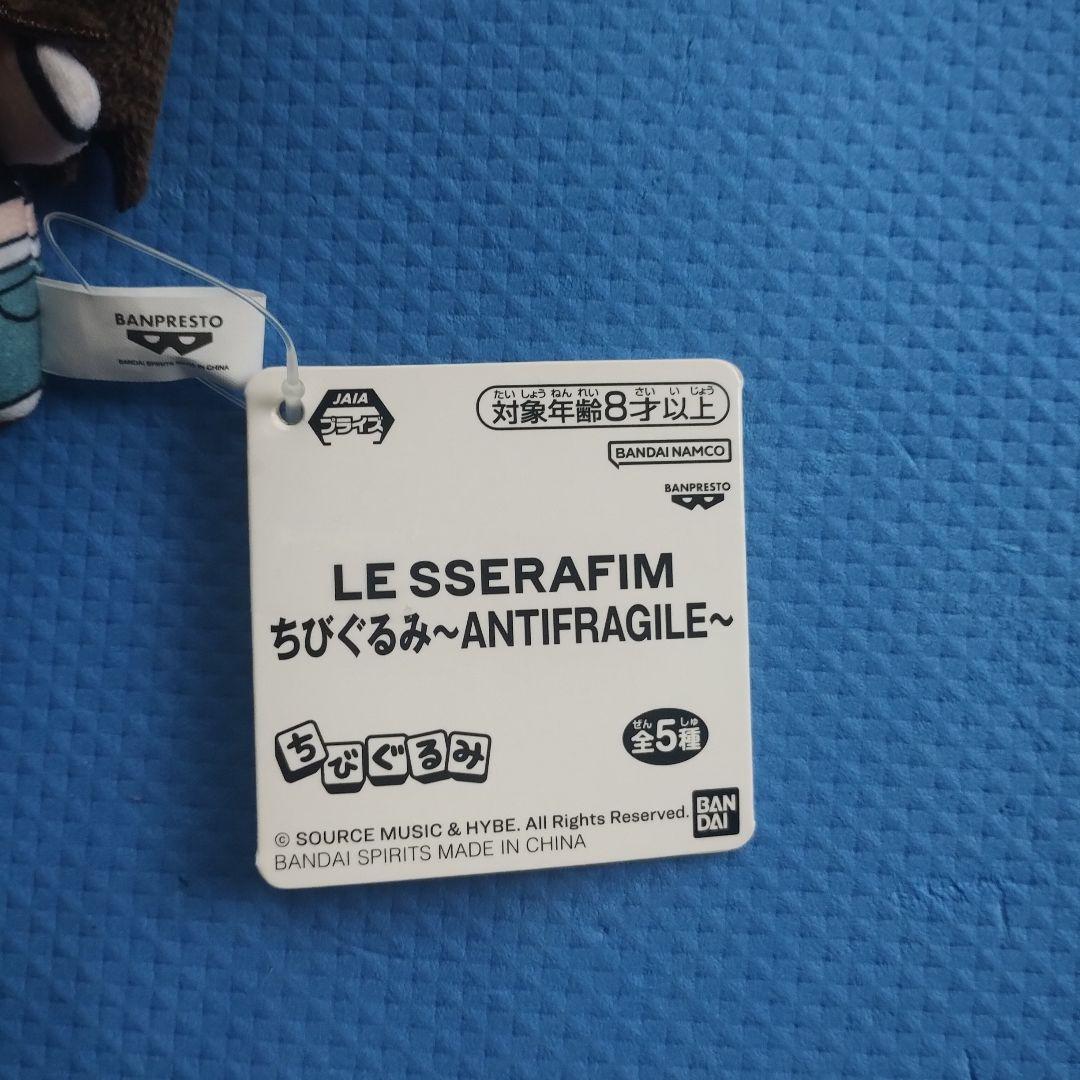 BANPRESTO
BANDAI SPIRITS MADE IN CHINA
JAIA
プライズ
たいしょうねんれい さい いじょう
対象年齢8才以上
BANDAI NAMCO
BANPRESTO
LE SSERAFIM
ちびぐるみ～ANTIFRAGILE～
ちびぐるみ
ぜん しゅ
全5種
© SOURCE MUSIC & HYBE. All Rights Reserved.
BANDAI SPIRITS MADE IN CHINA
BAN
DAI